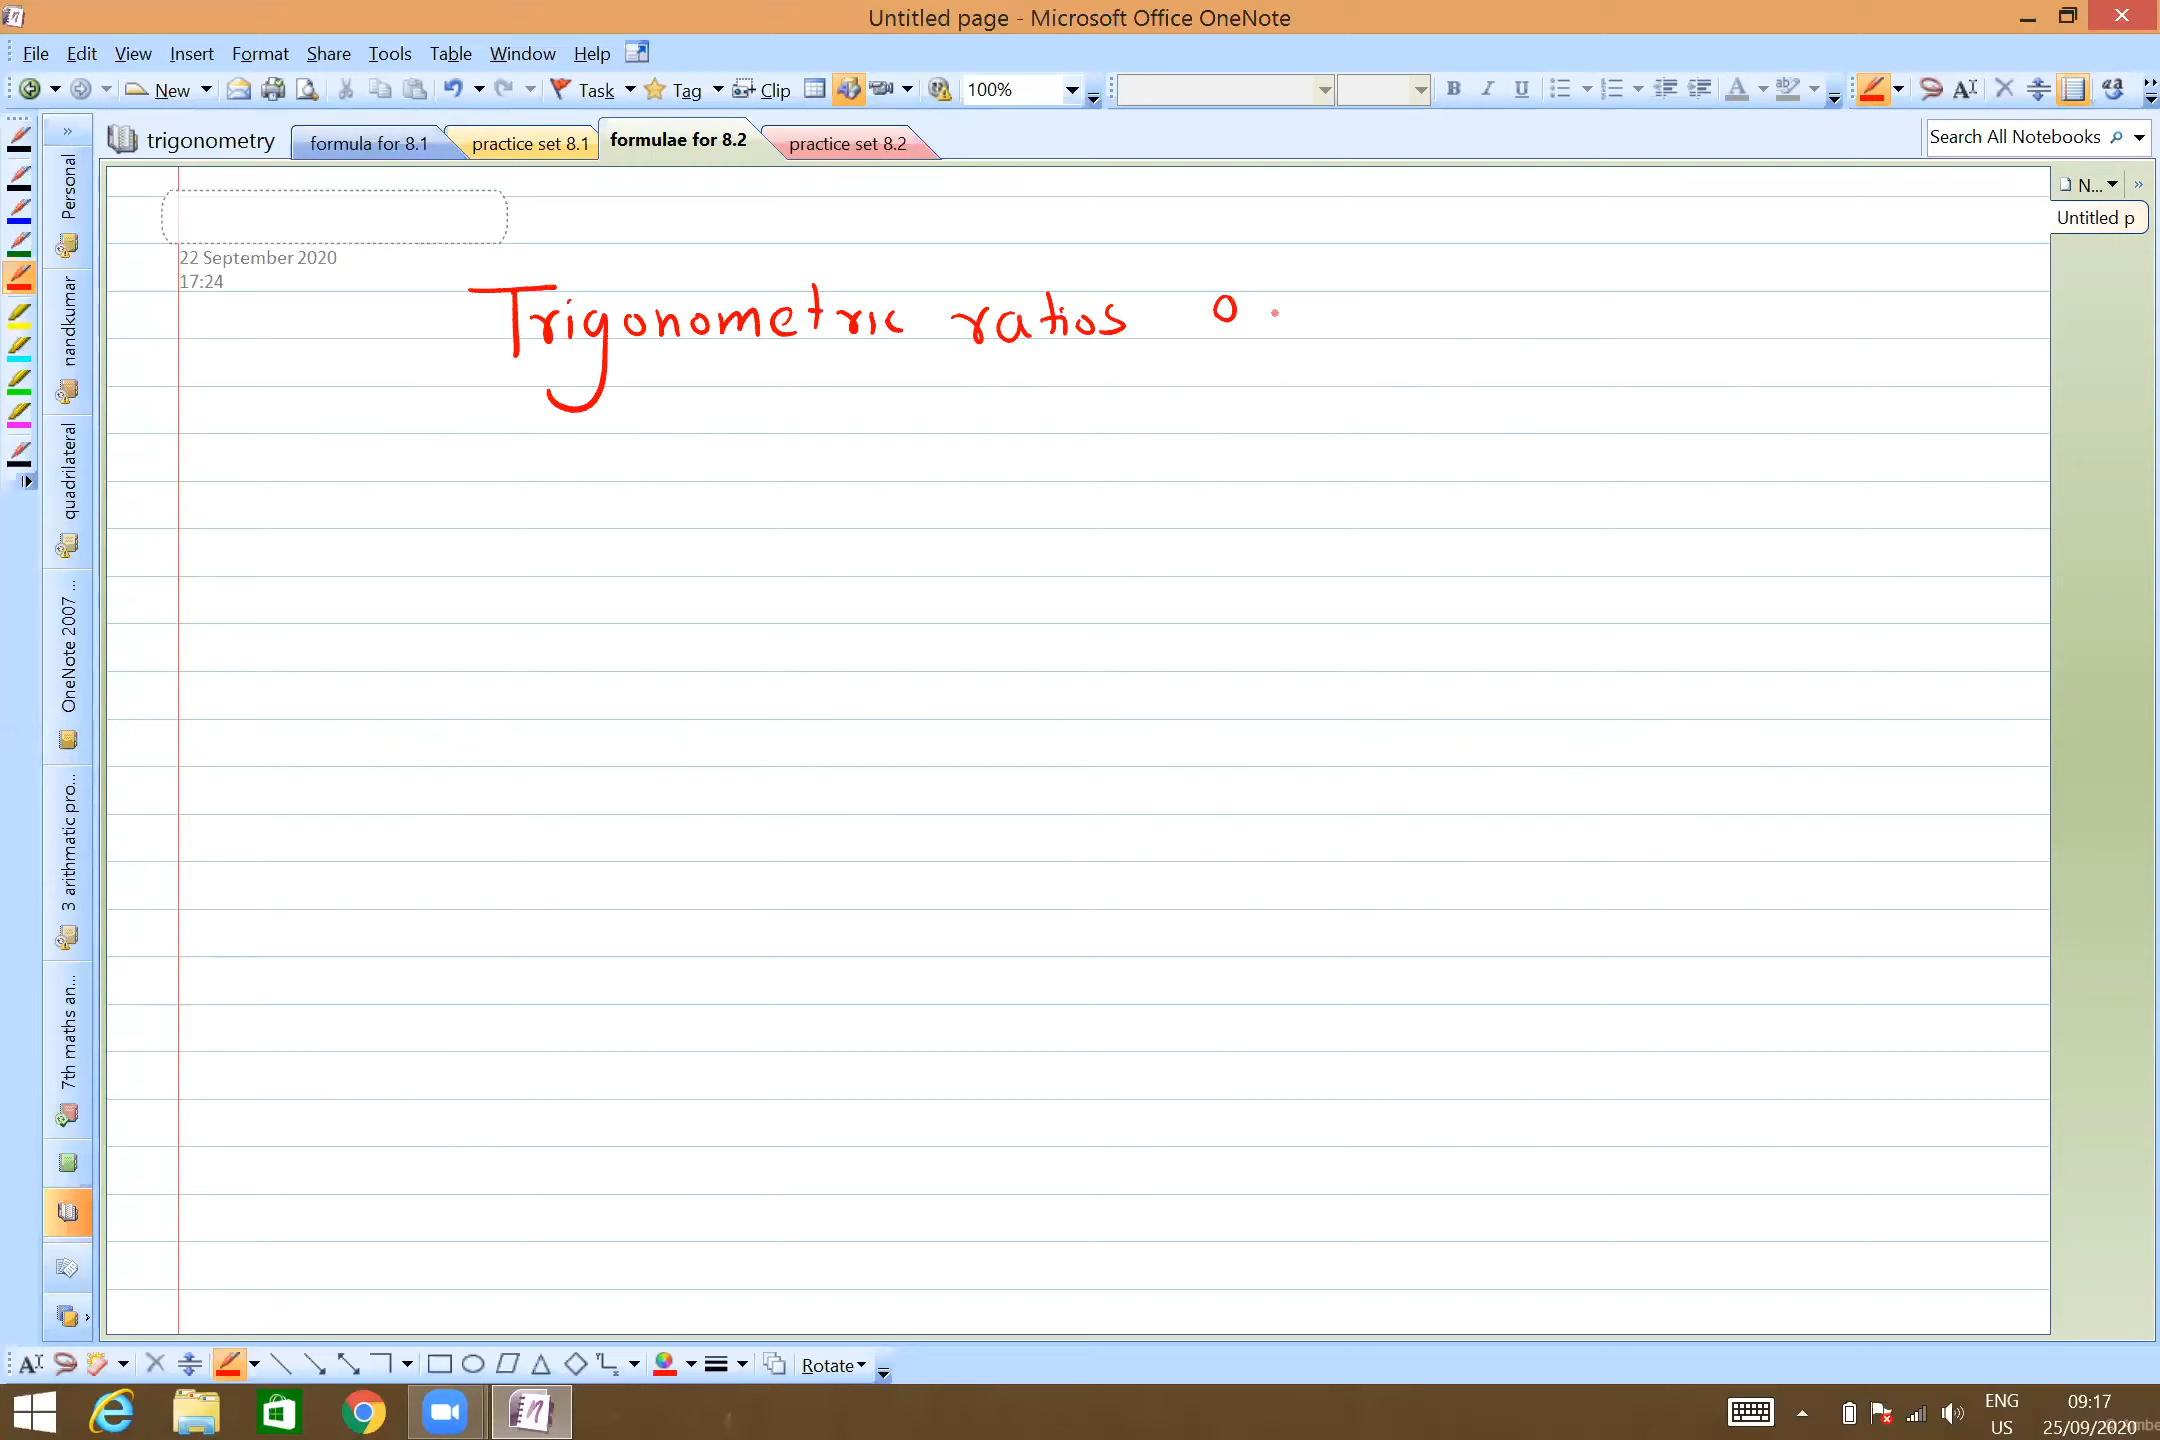 Untitled page - Microsoft Office OneNote
File Edit View Insert Format Share Tools Table Window Help
New Task Tag Clip 100% B I U A ab
trigonometry formula for 8.1 practice set 8.1 formulae for 8.2 practice set 8.2 Search All Notebooks
N...
Untitled p
22 September 2020
17:24
Trigonometric ratios o
Personal
nandkumar
quadrilateral
OneNote 2007 ...
3 arithmatic pro...
7th maths an...
Rotate
ENG
US
09:17
25/09/2020